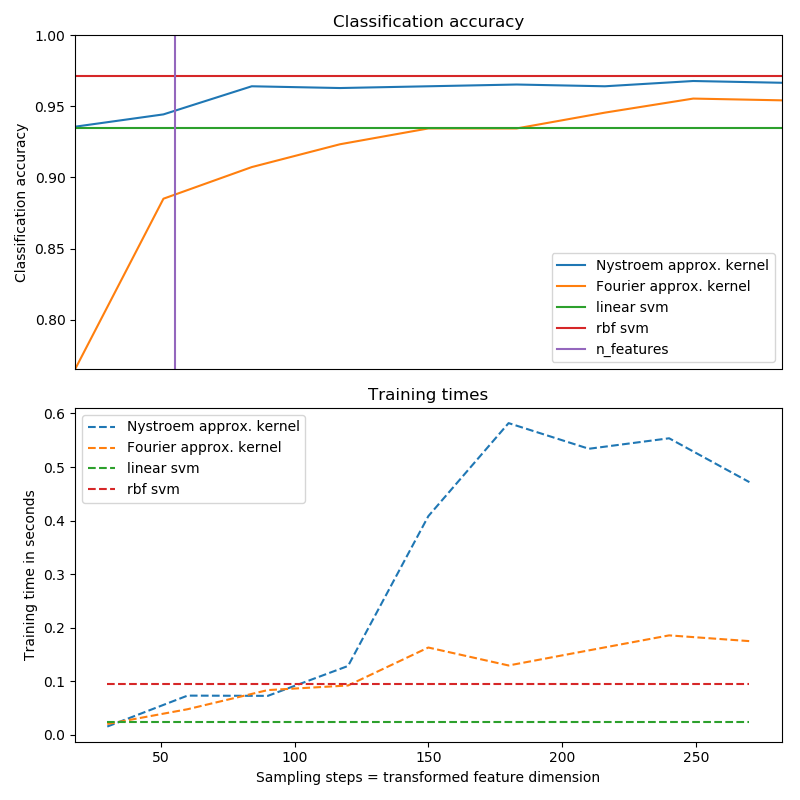 Classification accuracy
1.00
0.95
0.90
0.85
0.80
Classification accuracy
Nystroem approx. kernel
Fourier approx. kernel
linear svm
rbf svm
n_features
Training times
0.6
0.5
0.4
0.3
0.2
0.1
0.0
Training time in seconds
Nystroem approx. kernel
Fourier approx. kernel
linear svm
rbf svm
50 100 150 200 250
Sampling steps = transformed feature dimension